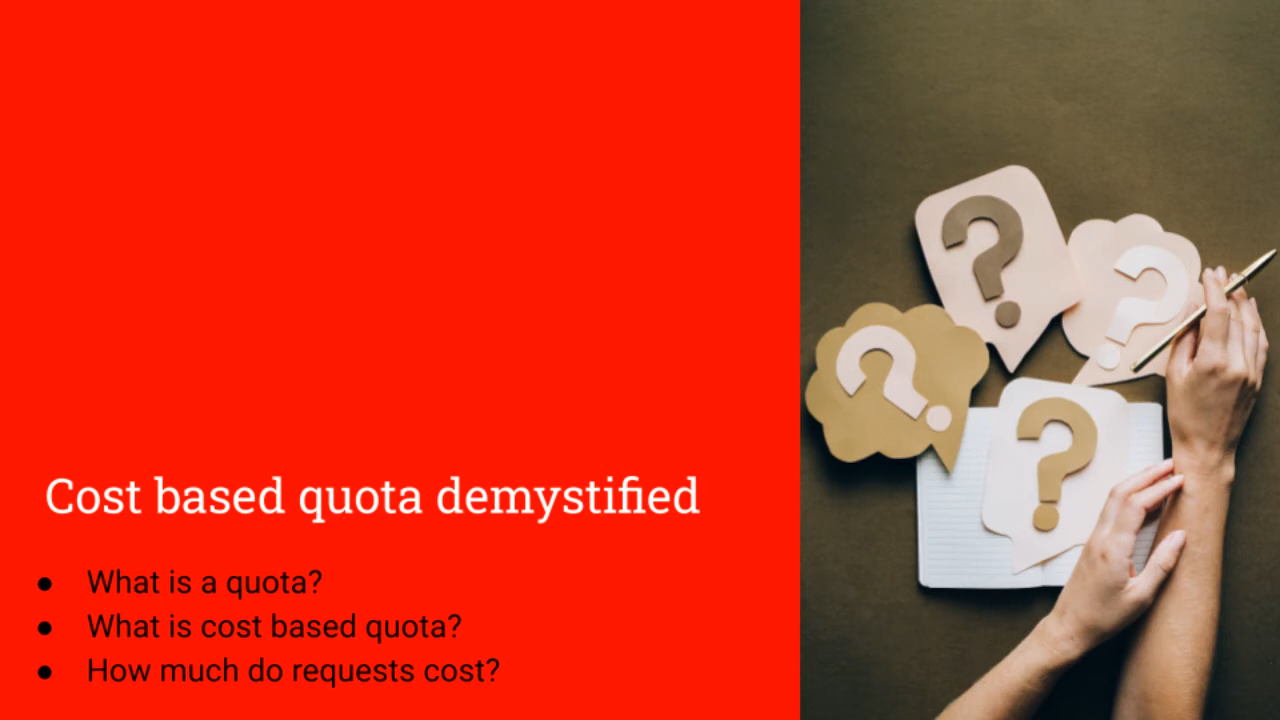 Cost based quota demystified
● What is a quota?
● What is cost based quota?
● How much do requests cost?
?
?
?
?